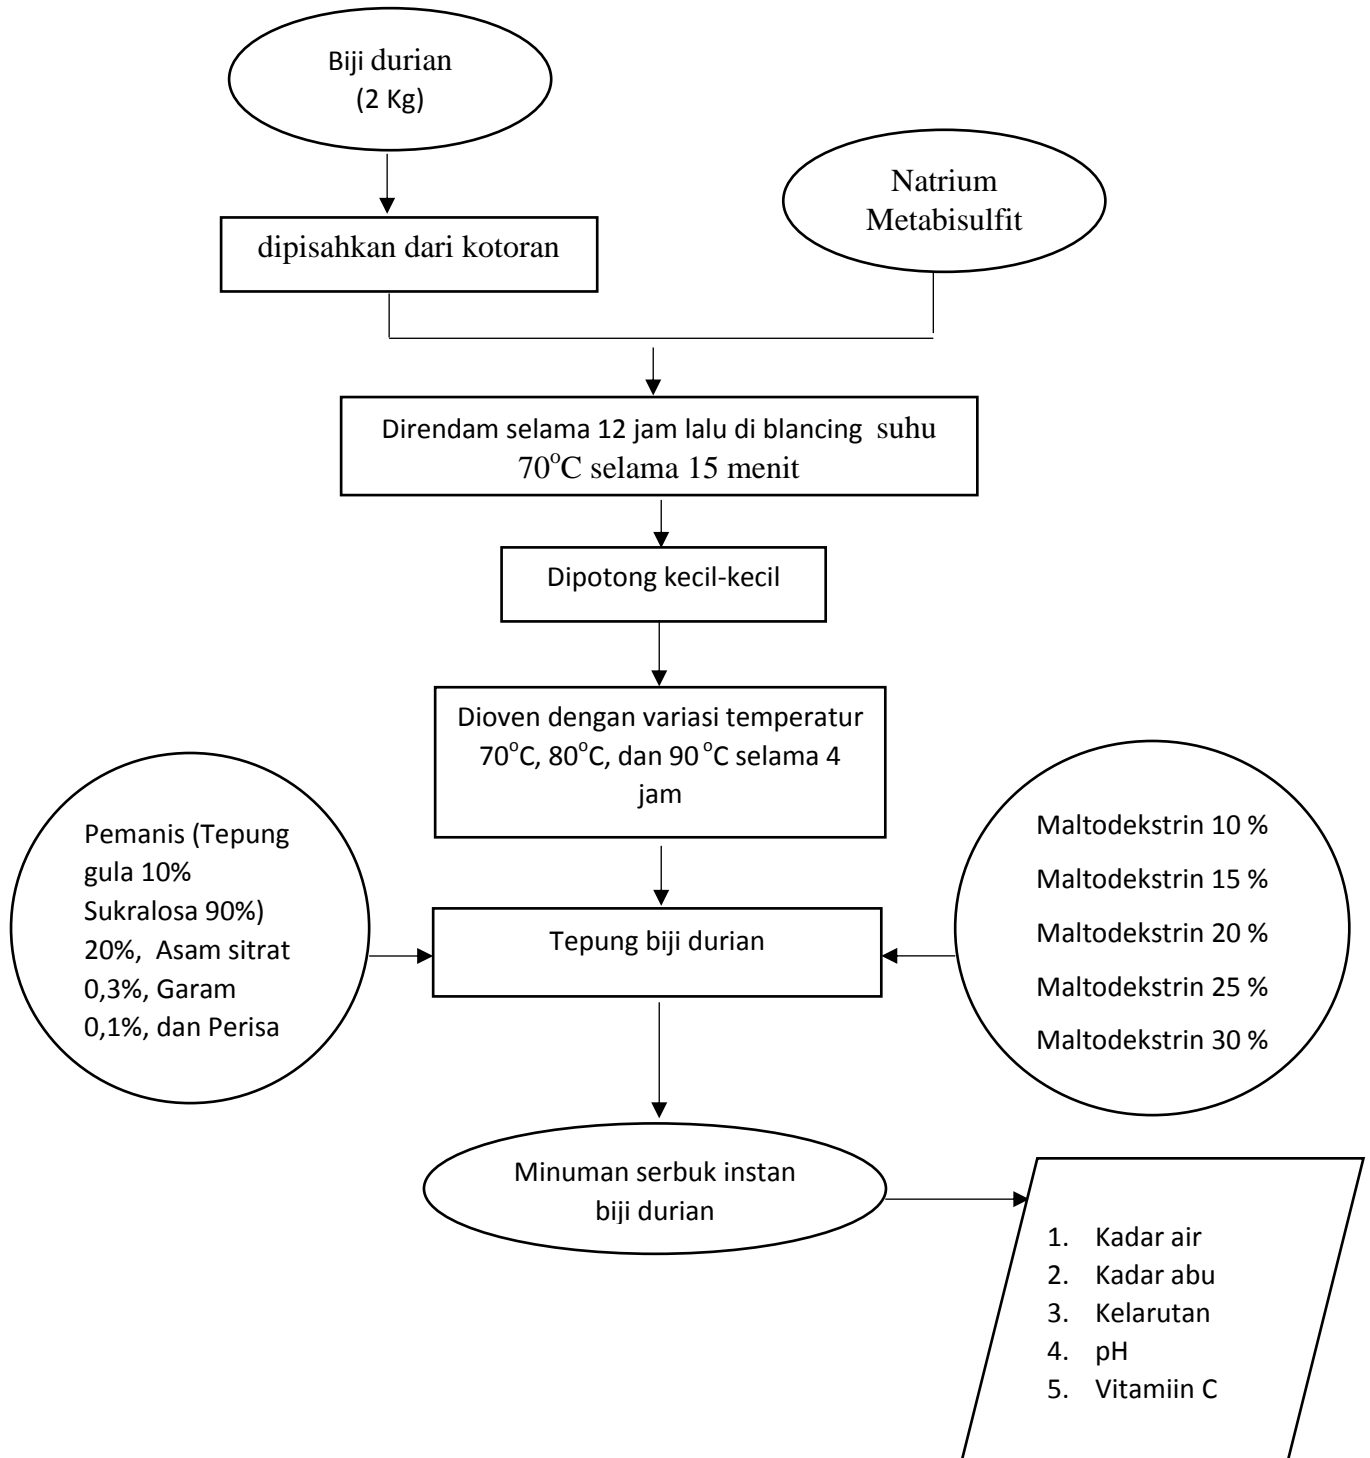 Biji durian
(2 Kg)
Natrium
Metabisulfit
dipisahkan dari kotoran
Direndam selama 12 jam lalu di blancing suhu
70°C selama 15 menit
Dipotong kecil-kecil
Dioven dengan variasi temperatur
70°C, 80°C, dan 90 °C selama 4
jam
Pemanis (Tepung
gula 10%
Sukralosa 90%)
20%, Asam sitrat
0,3%, Garam
0,1%, dan Perisa
Tepung biji durian
Maltodekstrin 10 %
Maltodekstrin 15 %
Maltodekstrin 20 %
Maltodekstrin 25 %
Maltodekstrin 30 %
Minuman serbuk instan
biji durian
1. Kadar air
2. Kadar abu
3. Kelarutan
4. pH
5. Vitamiin C